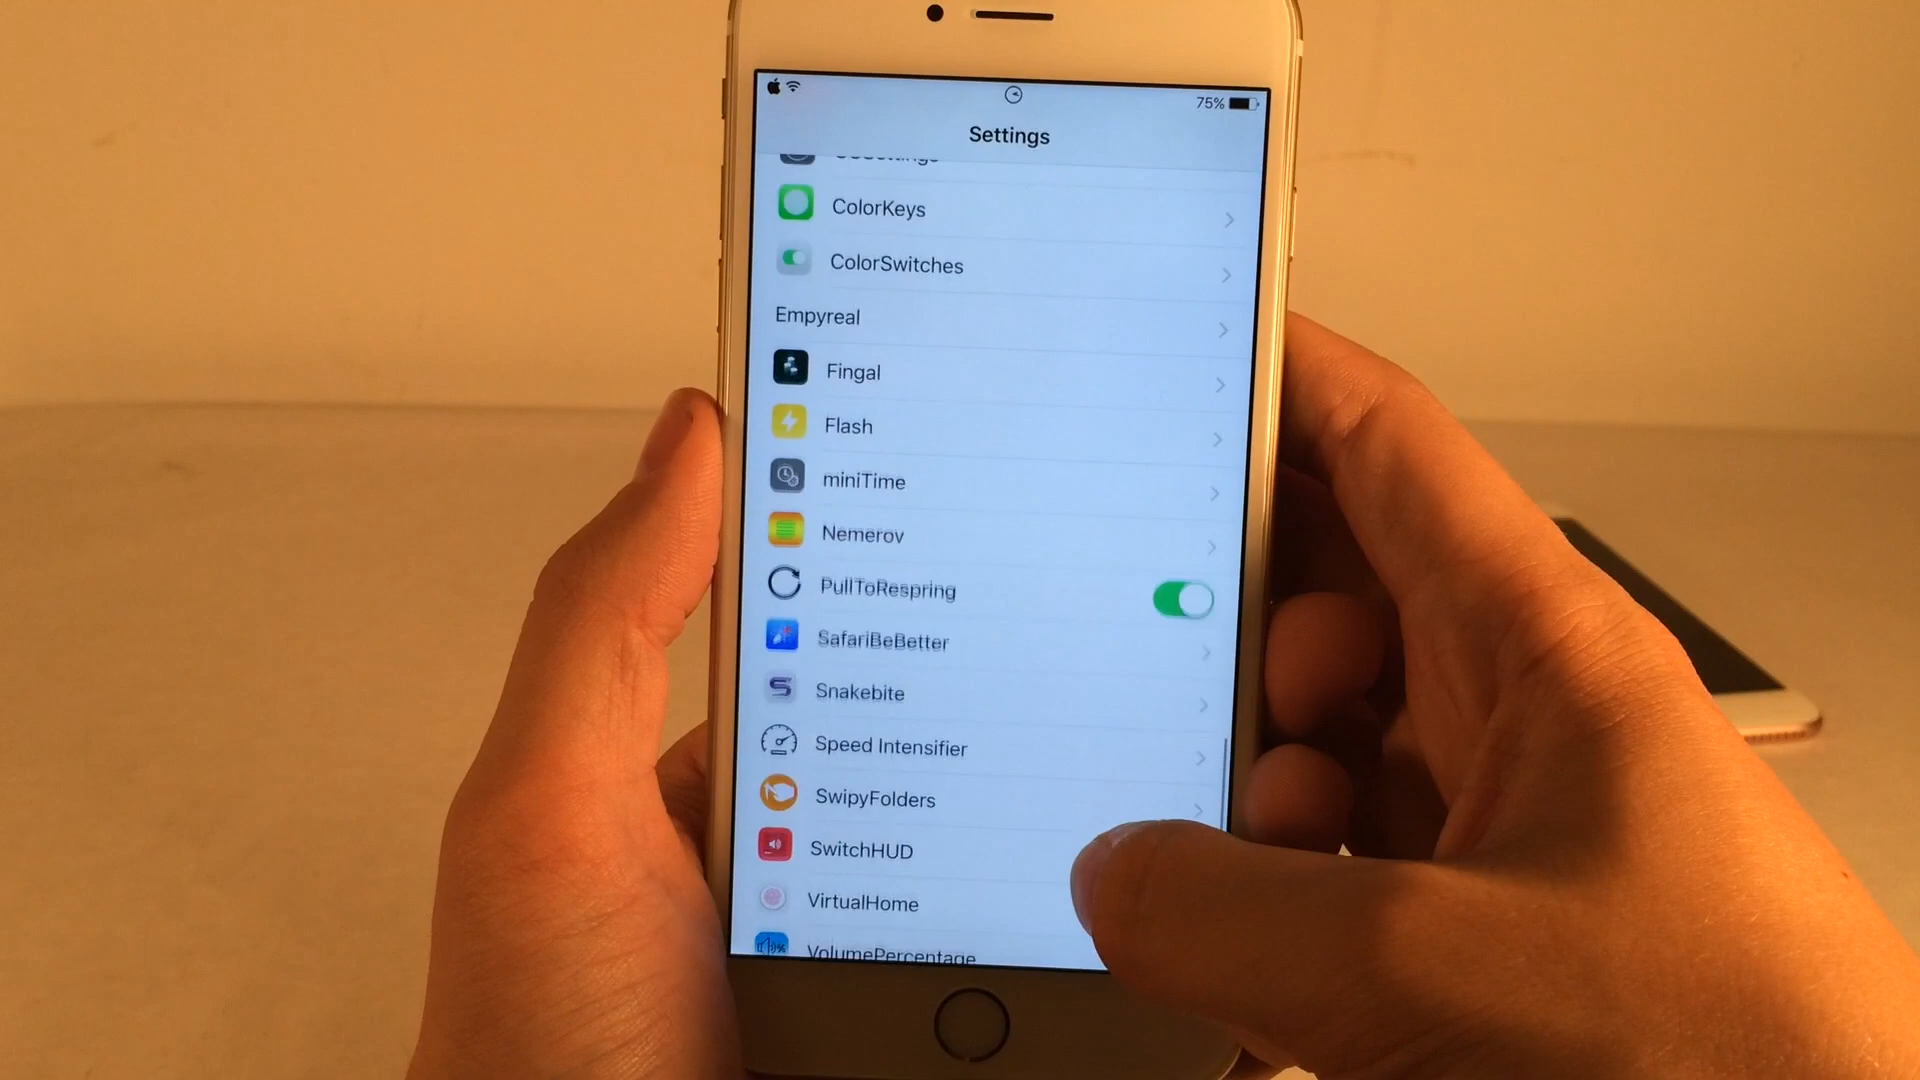 75%
Settings
ColorKeys
ColorSwitches
Empyreal
Fingal
Flash
miniTime
Nemerov
PullToRespring
SafariBeBetter
Snakebite
Speed Intensifier
SwipyFolders
SwitchHUD
VirtualHome
VolumePercentage